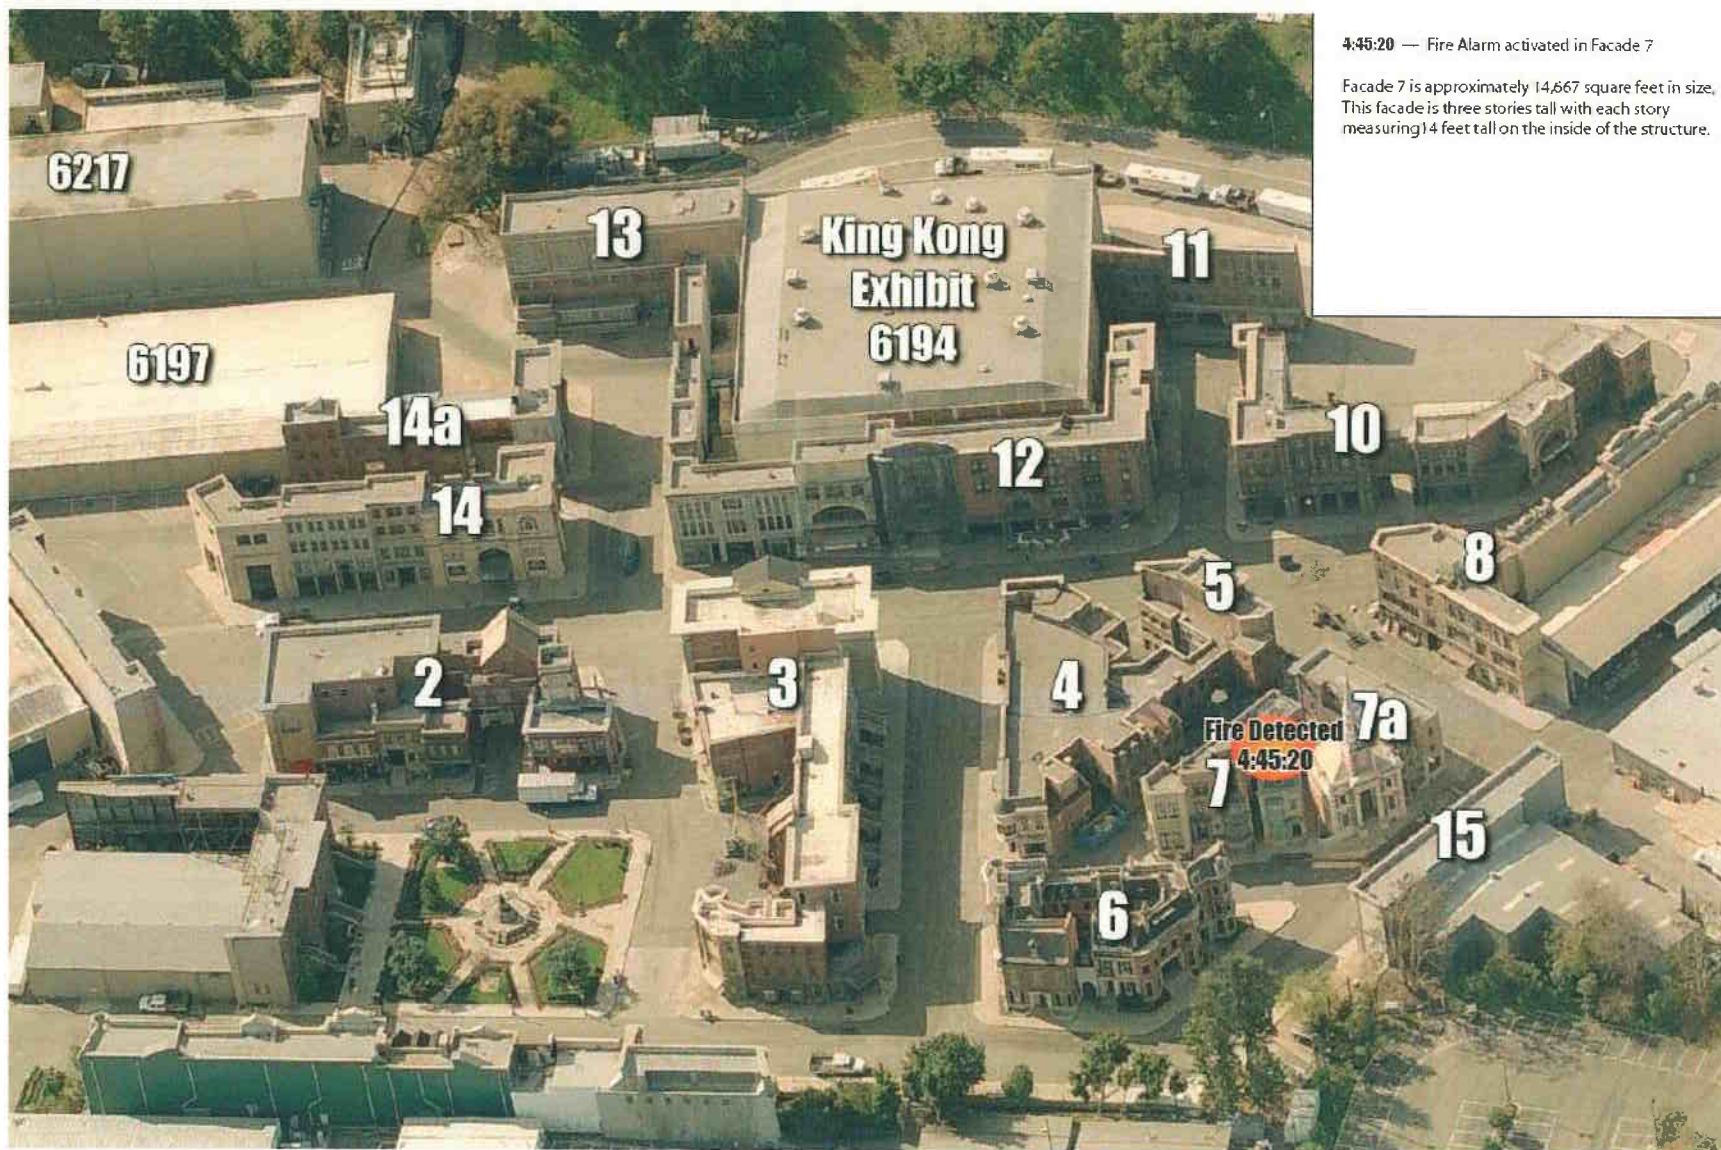 4:45:20 — Fire Alarm activated in Facade 7
Facade 7 is approximately 14,667 square feet in size.
This facade is three stories tall with each story
measuring14 feet tall on the inside of the structure.
6217
13
King Kong
Exhibit
6194
11
6197
14a
10
12
14
8
5
2
3
4
7a
Fire Detected
4:45:20
7
15
6